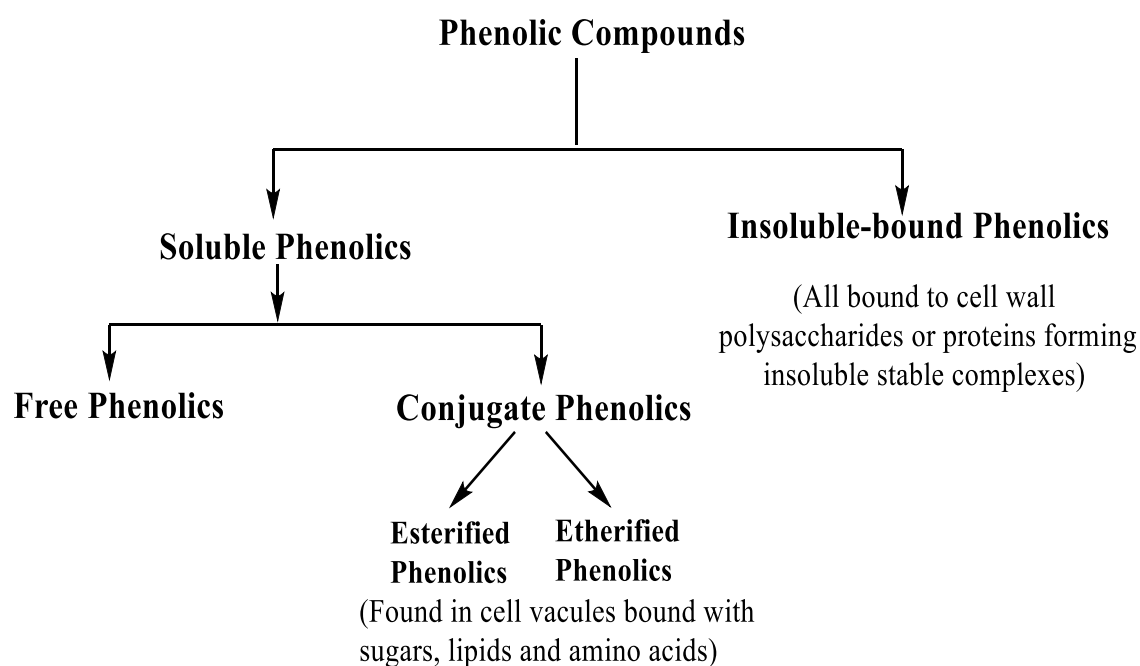 Phenolic Compounds
Soluble Phenolics
Insoluble-bound Phenolics
(All bound to cell wall
polysaccharides or proteins forming
insoluble stable complexes)
Free Phenolics
Conjugate Phenolics
Esterified
Phenolics
Etherified
Phenolics
(Found in cell vacules bound with
sugars, lipids and amino acids)